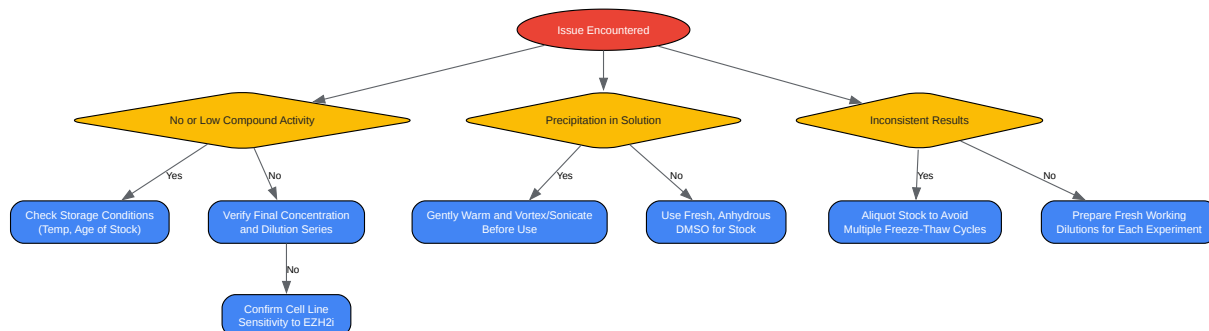 Issue Encountered
No or Low Compound Activity
Precipitation in Solution
Inconsistent Results
Yes
No
Yes
No
Yes
No
Check Storage Conditions
(Temp, Age of Stock)
Verify Final Concentration
and Dilution Series
Gently Warm and Vortex/Sonicate
Before Use
Use Fresh, Anhydrous
DMSO for Stock
Aliquot Stock to Avoid
Multiple Freeze-Thaw Cycles
Prepare Fresh Working
Dilutions for Each Experiment
No
Confirm Cell Line
Sensitivity to EZH2i